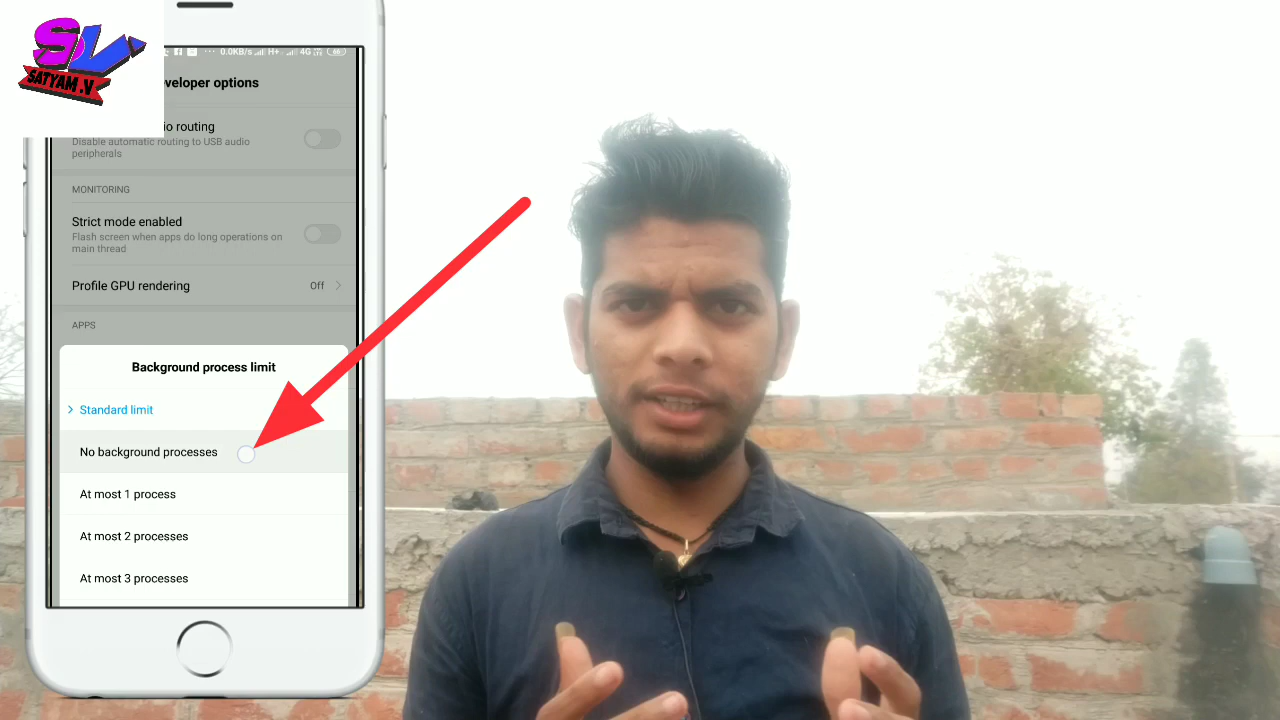 SV
SATYAM.V
0.0KB/s H+ 4G 66
veloper options
io routing
Disable automatic routing to USB audio
peripherals
MONITORING
Strict mode enabled
Flash screen when apps do long operations on
main thread
Profile GPU rendering Off
APPS
Background process limit
Standard limit
No background processes
At most 1 process
At most 2 processes
At most 3 processes